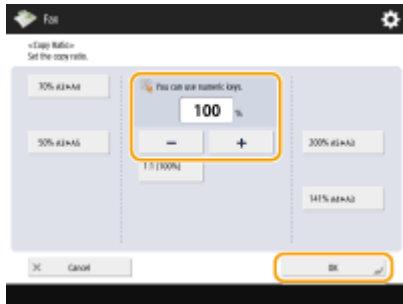 Fax
<Copy Ratio>
Set the copy ratio.
70% A3▶A4
You can use numeric keys.
100 %
50% A3▶A5
− +
200% A5▶A3
1:1 [100%]
141% A4▶A3
× Cancel
OK